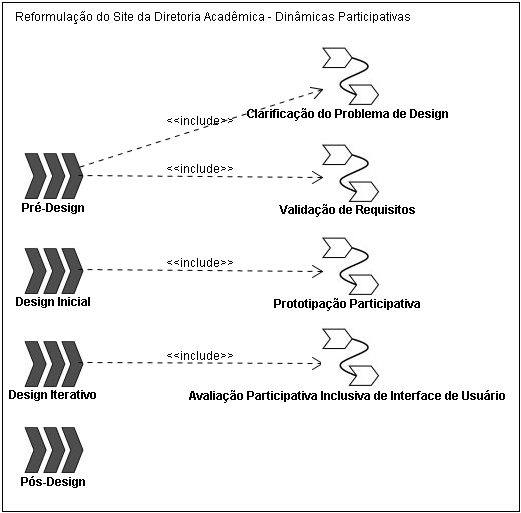 Reformulação do Site da Diretoria Acadêmica - Dinâmicas Participativas
<<include>>
Clarificação do Problema de Design
<<include>>
Pré-Design
Validação de Requisitos
<<include>>
Design Inicial
Prototipação Participativa
<<include>>
Design Iterativo
Avaliação Participativa Inclusiva de Interface de Usuário
Pós-Design